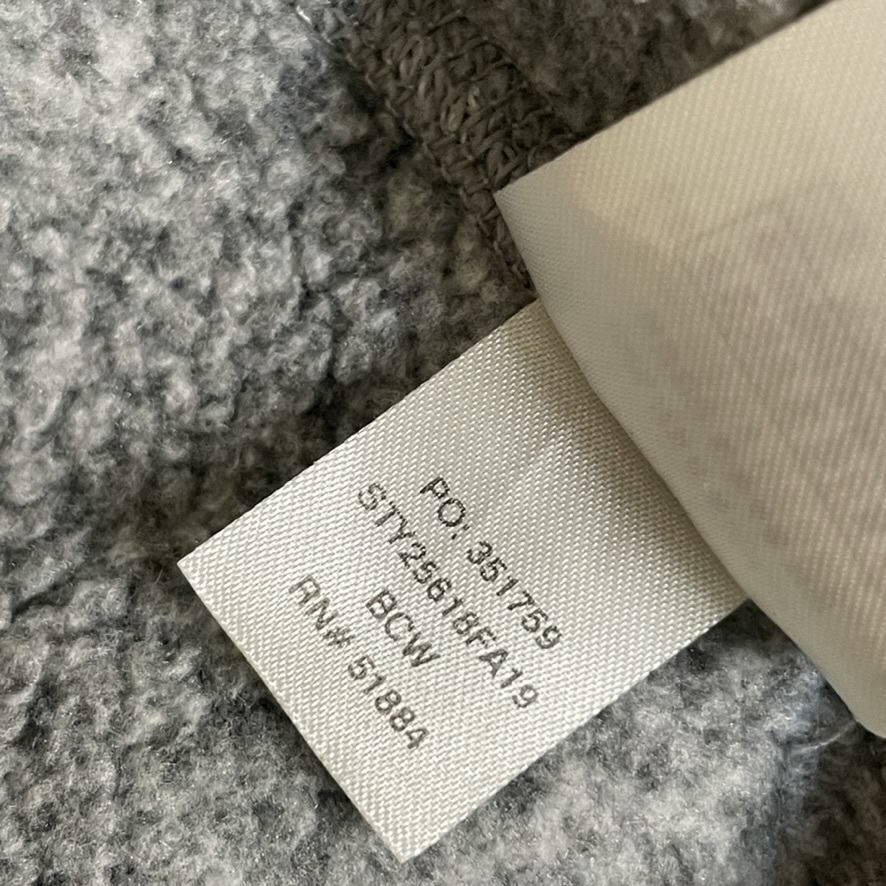 PO: 351759
STY25618FA19
BCW
RN# 51884